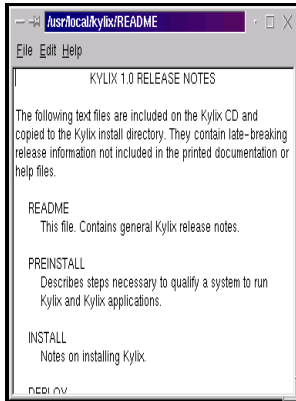 /usr/local/kylix/README
File Edit Help
KYLIX 1.0 RELEASE NOTES
The following text files are included on the Kylix CD and
copied to the Kylix install directory. They contain late-breaking
release information not included in the printed documentation or
help files.
README
This file. Contains general Kylix release notes.
PREINSTALL
Describes steps necessary to qualify a system to run
Kylix and Kylix applications.
INSTALL
Notes on installing Kylix.
DEPLOY